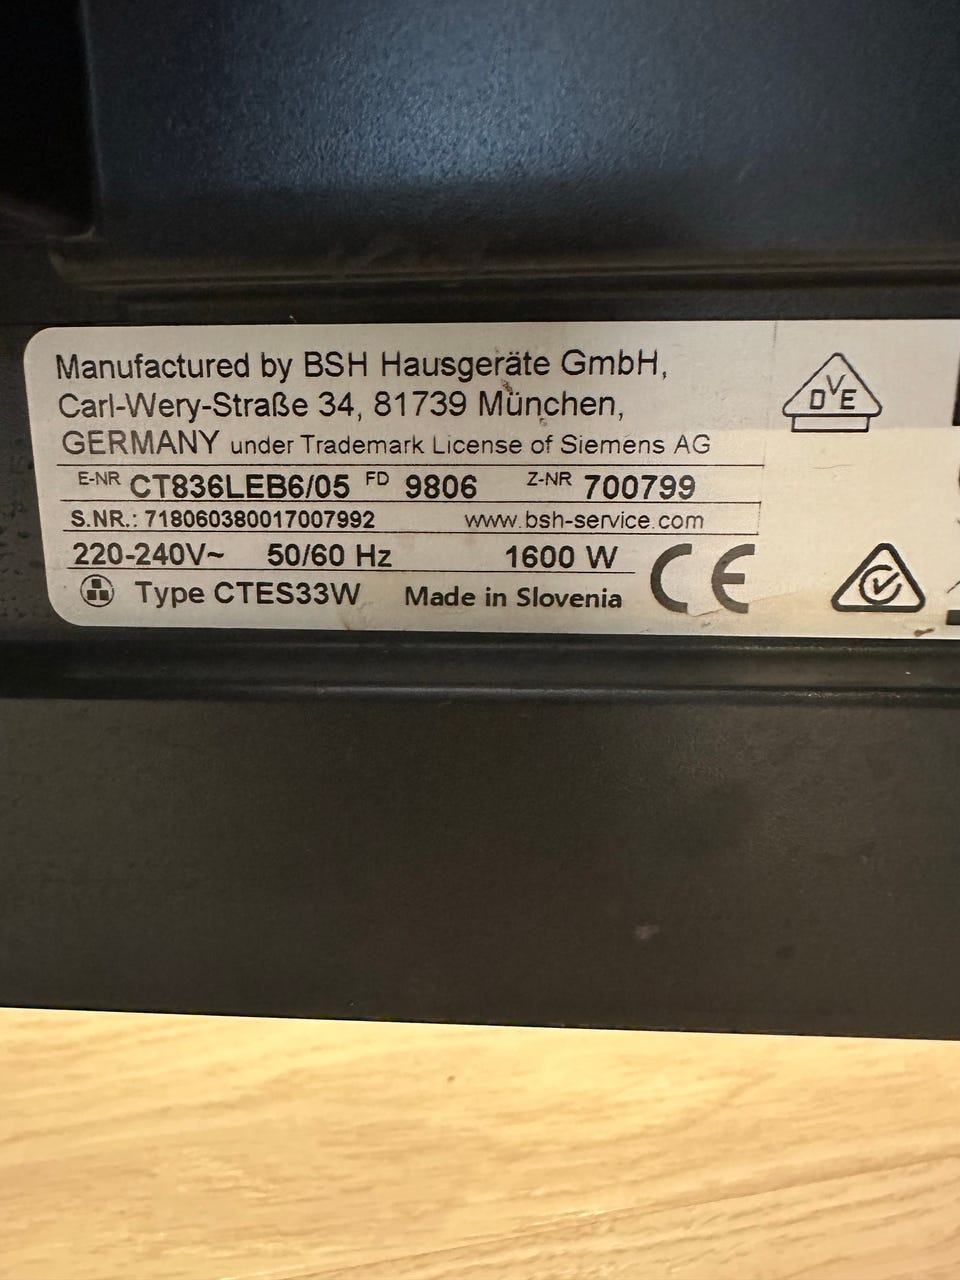 Manufactured by BSH Hausgeräte GmbH,
Carl-Wery-Straße 34, 81739 München,
GERMANY under Trademark License of Siemens AG
DVE
E-NR CT836LEB6/05 FD 9806 Z-NR 700799
S.NR.: 718060380017007992 www.bsh-service.com
220-240V~ 50/60 Hz 1600 W
CE
Type CTES33W Made in Slovenia